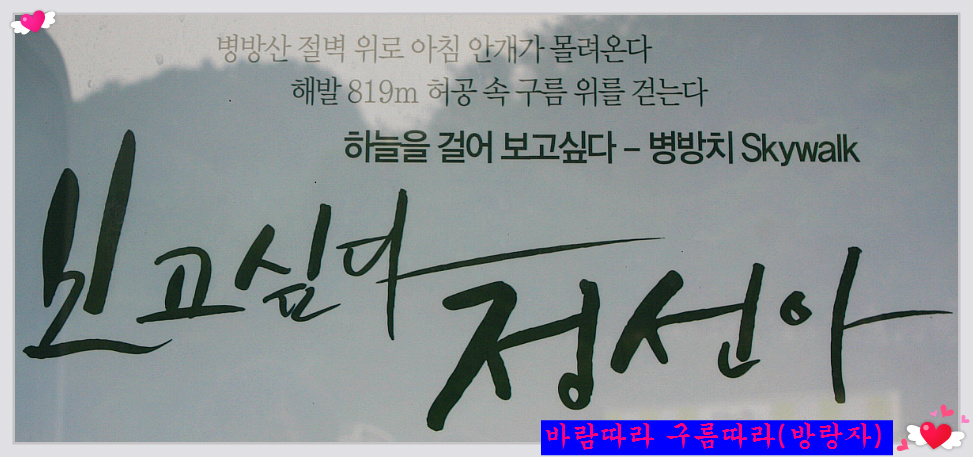 병방산 절벽 위로 아침 안개가 몰려온다
해발 819m 허공 속 구름 위를 걷는다
하늘을 걸어 보고싶다 - 병방치 Skywalk
보고싶다
정선아
바람따라 구름따라(방랑자)